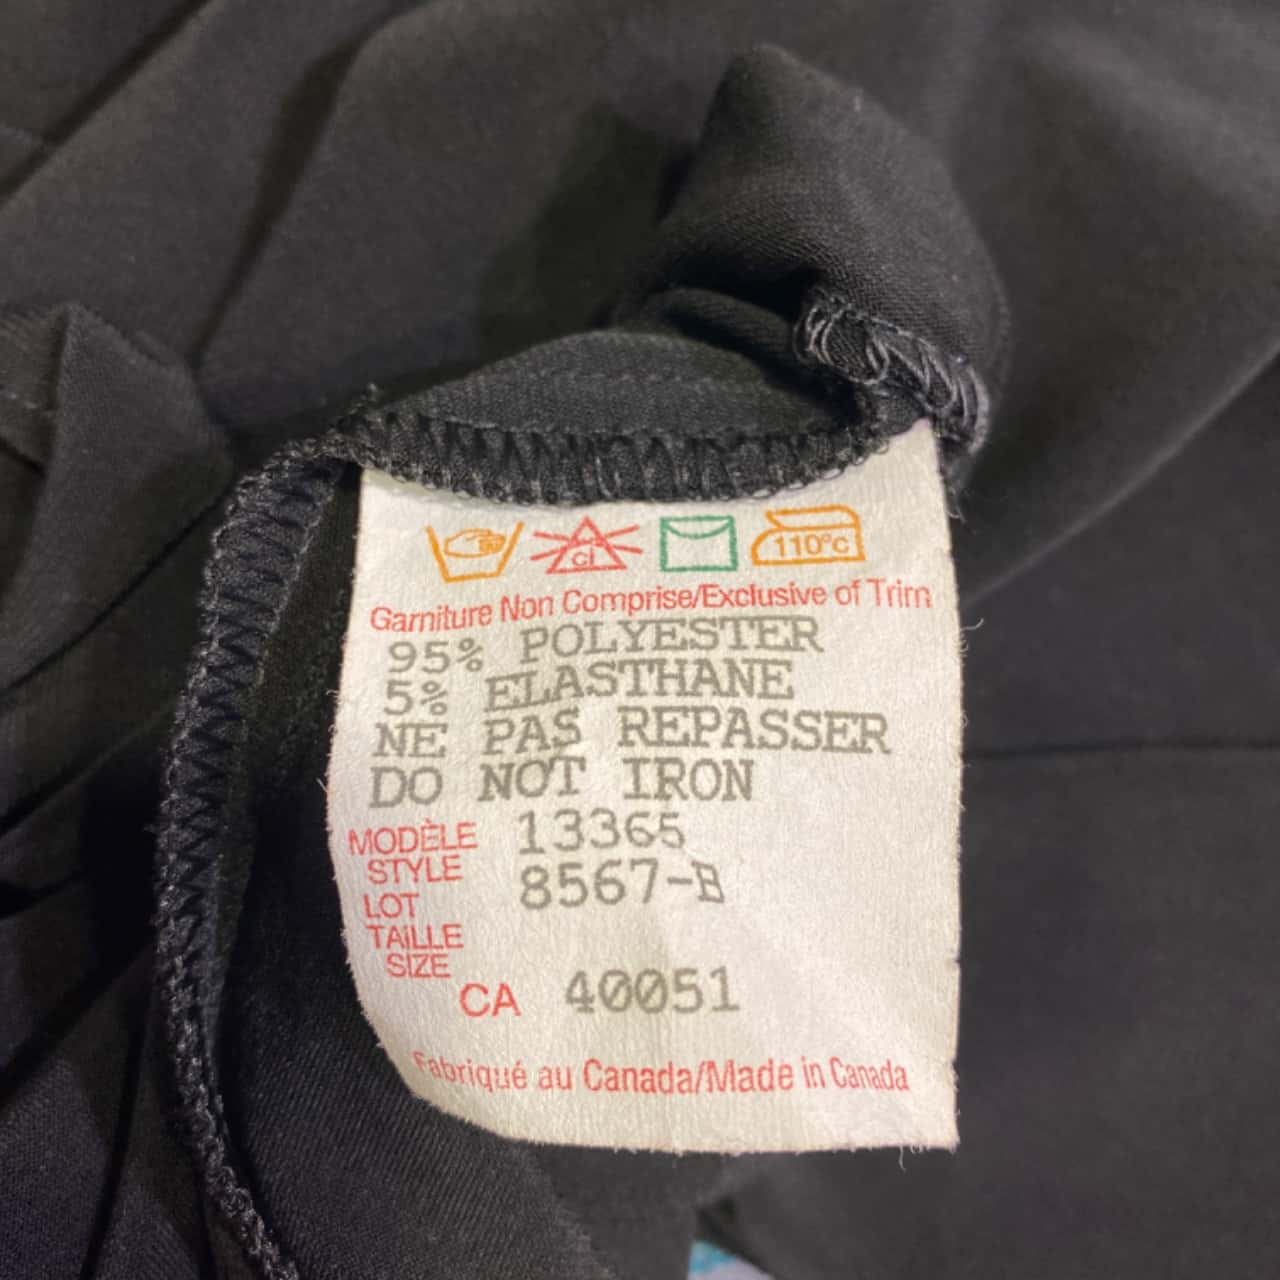 cl
110°c
Garniture Non Comprise/Exclusive of Trim
95% POLYESTER
5% ELASTHANE
NE PAS REPASSER
DO NOT IRON
MODÈLE 13365
STYLE
LOT 8567-B
TAILLE
SIZE
CA 40051
Fabriqué au Canada/Made in Canada